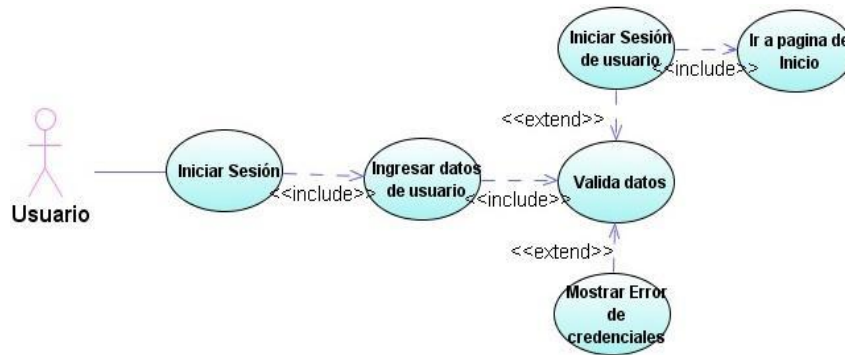 Iniciar Sesión
de usuario
<<include>>
Ir a pagina de
Inicio
<<extend>>
Usuario
Iniciar Sesión
<<include>>
Ingresar datos
de usuario
<<include>>
Valida datos
<<extend>>
Mostrar Error
de
credenciales